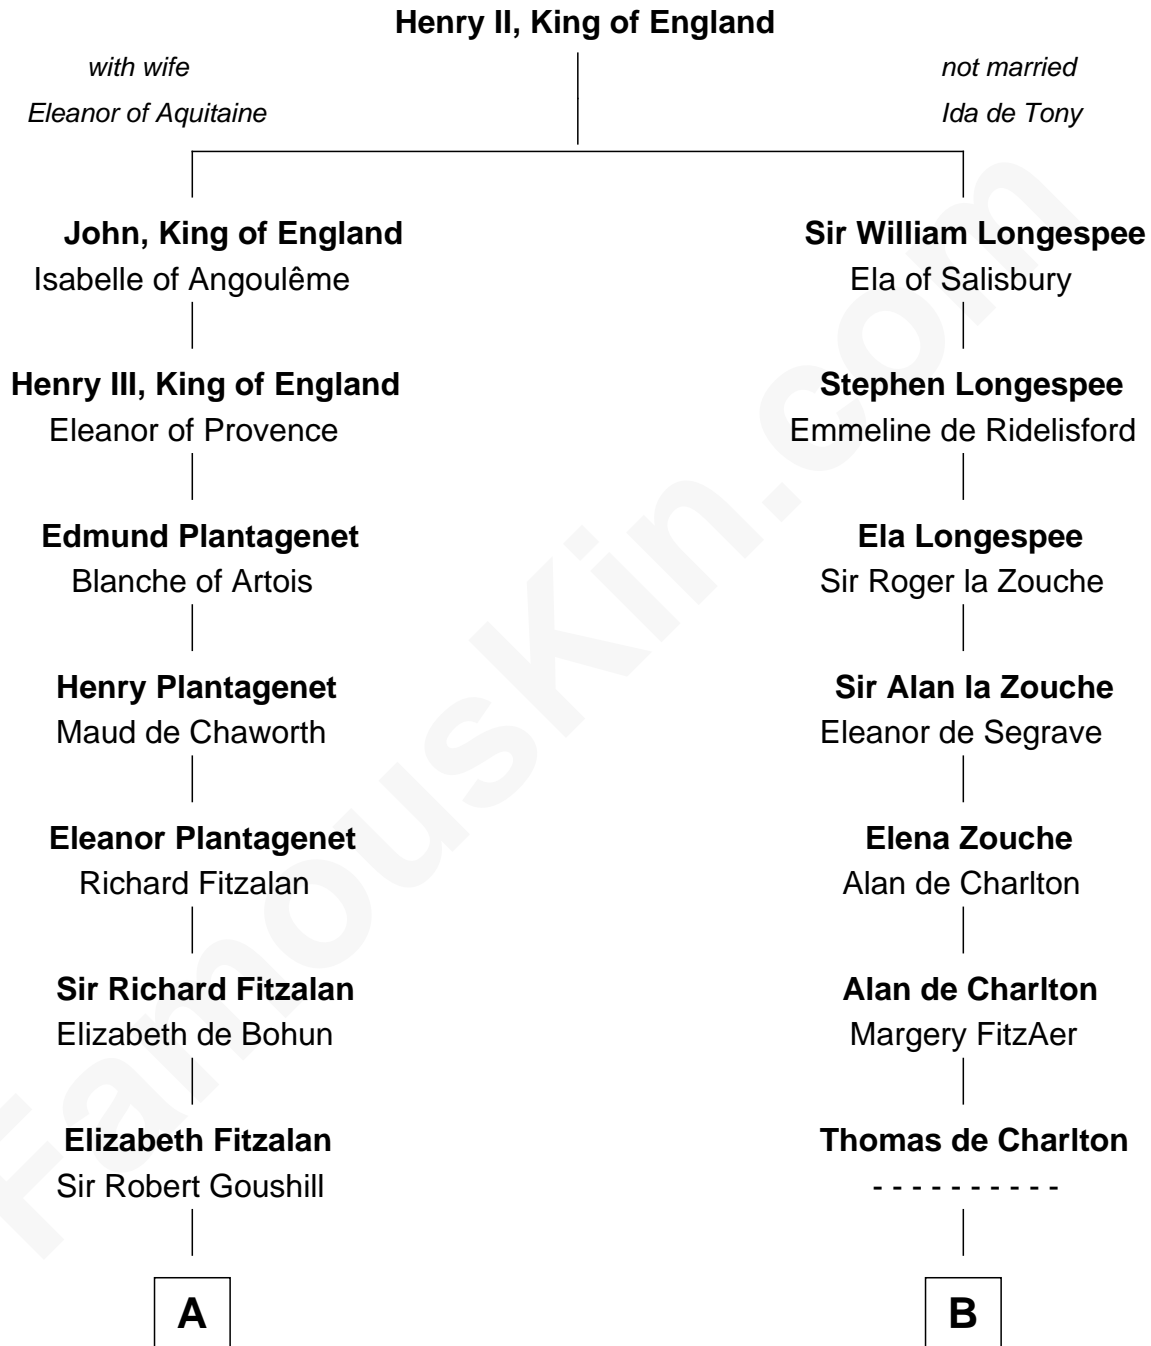 Henry II, King of England
with wife
Eleanor of Aquitaine
not married
Ida de Tony
John, King of England
Isabelle of Angoulême
Sir William Longespee
Ela of Salisbury
Henry III, King of England
Eleanor of Provence
Stephen Longespee
Emmeline de Ridelisford
Edmund Plantagenet
Blanche of Artois
Ela Longespee
Sir Roger la Zouche
Henry Plantagenet
Maud de Chaworth
Sir Alan la Zouche
Eleanor de Segrave
Eleanor Plantagenet
Richard Fitzalan
Elena Zouche
Alan de Charlton
Sir Richard Fitzalan
Elizabeth de Bohun
Alan de Charlton
Margery FitzAer
Elizabeth Fitzalan
Sir Robert Goushill
Thomas de Charlton
- - - - - - - - - -
A
B
FamousKin.com